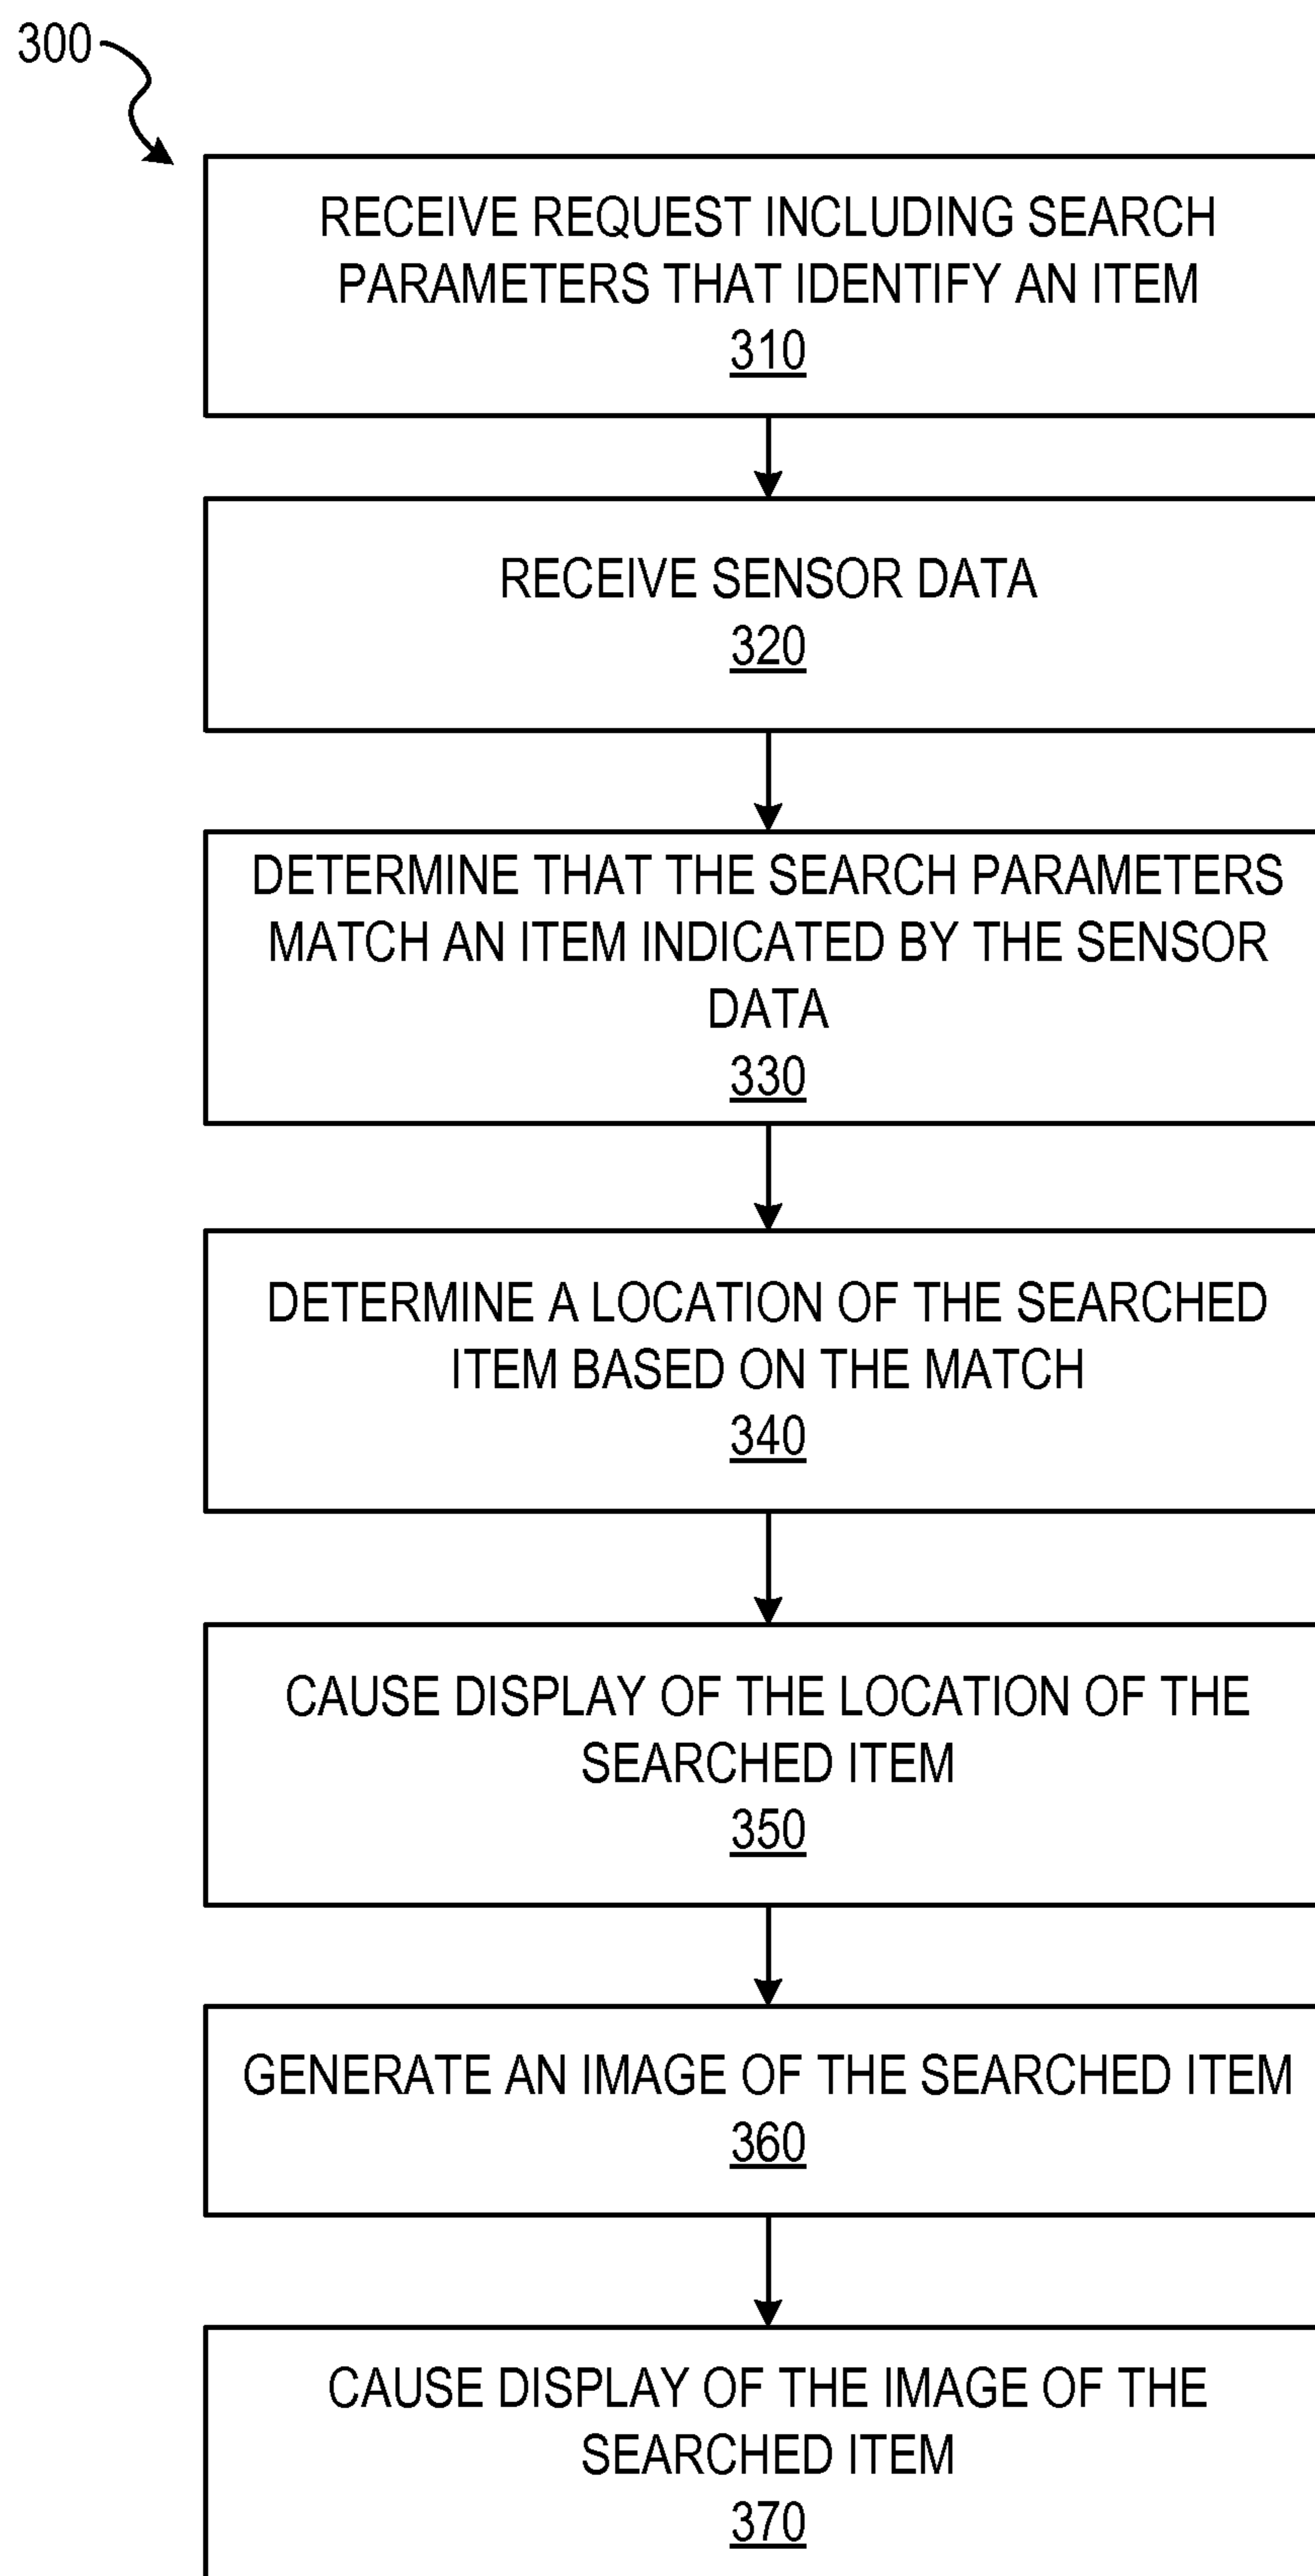 300
RECEIVE REQUEST INCLUDING SEARCH
PARAMETERS THAT IDENTIFY AN ITEM
310
RECEIVE SENSOR DATA
320
DETERMINE THAT THE SEARCH PARAMETERS
MATCH AN ITEM INDICATED BY THE SENSOR
DATA
330
DETERMINE A LOCATION OF THE SEARCHED
ITEM BASED ON THE MATCH
340
CAUSE DISPLAY OF THE LOCATION OF THE
SEARCHED ITEM
350
GENERATE AN IMAGE OF THE SEARCHED ITEM
360
CAUSE DISPLAY OF THE IMAGE OF THE
SEARCHED ITEM
370